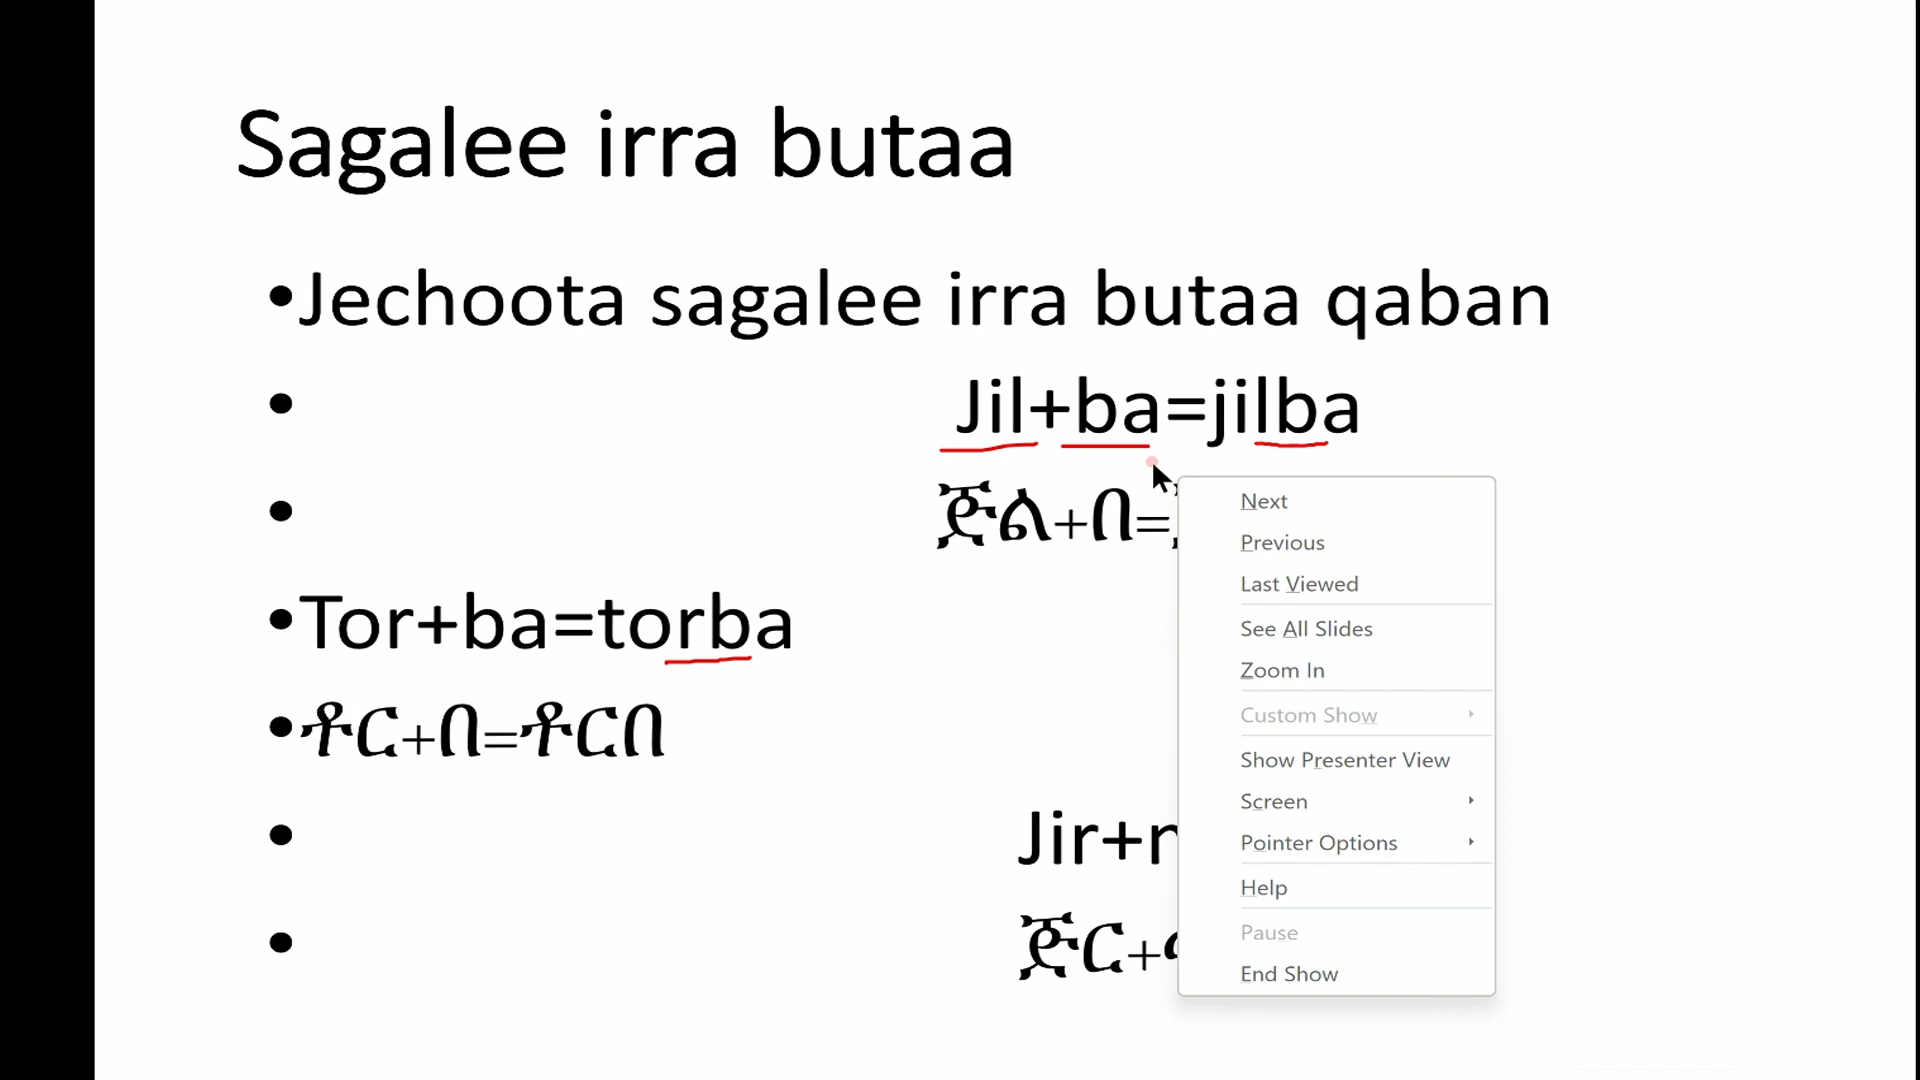 Sagalee irra butaa
•Jechoota sagalee irra butaa qaban
• Jil+ba=jilba
• ጅል+በ=
•Tor+ba=torba
•ቶር+በ=ቶርበ
• Jir+
• ጅር+
Next
Previous
Last Viewed
See All Slides
Zoom In
Custom Show
Show Presenter View
Screen
Pointer Options
Help
Pause
End Show